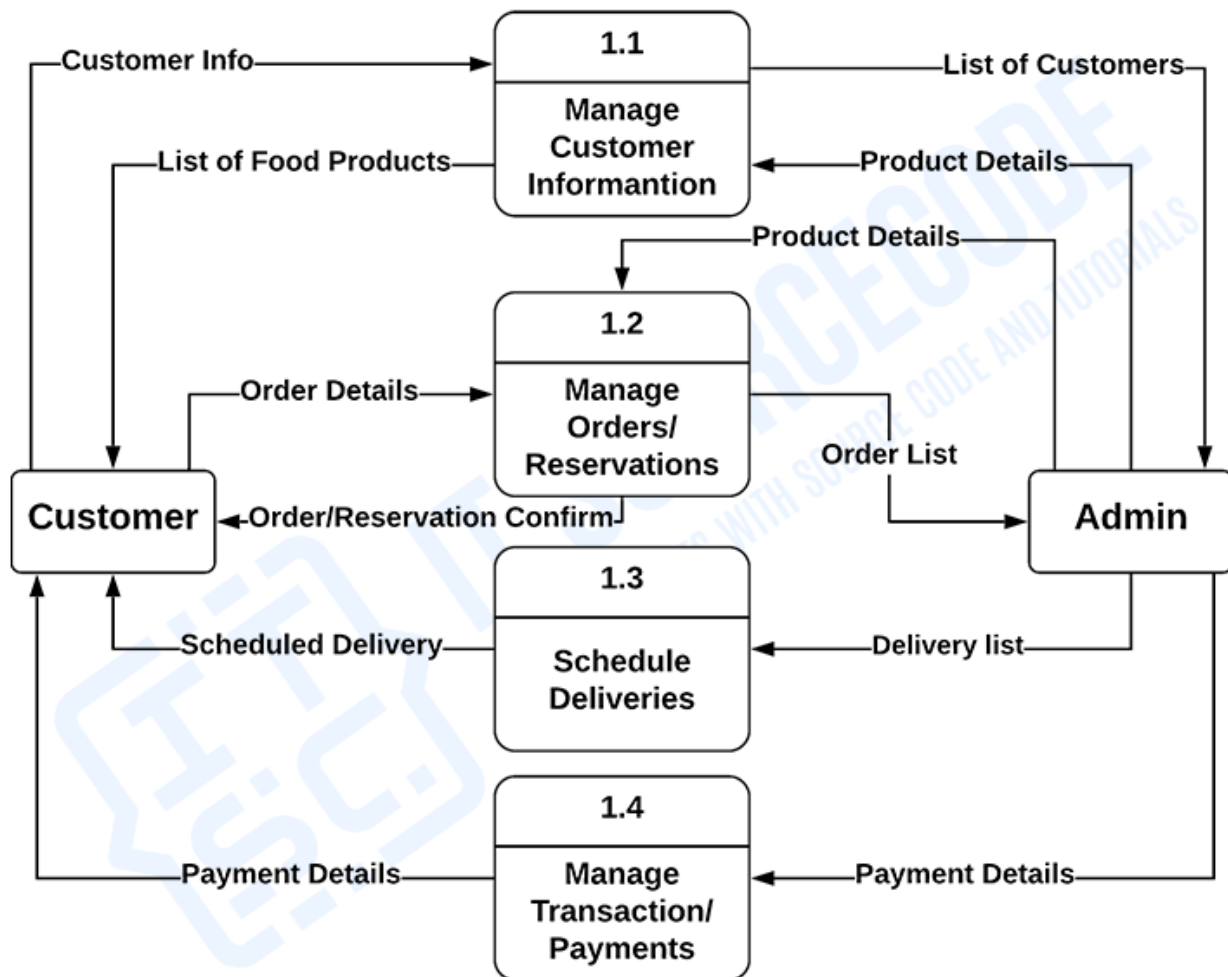 1.1
Customer Info
List of Customers
Manage
Customer
Informantion
List of Food Products
Product Details
Product Details
1.2
Order Details
Manage
Orders/
Reservations
Order List
Customer
Order/Reservation Confirm
Admin
1.3
Scheduled Delivery
Schedule
Deliveries
Delivery list
1.4
Payment Details
Manage
Transaction/
Payments
Payment Details